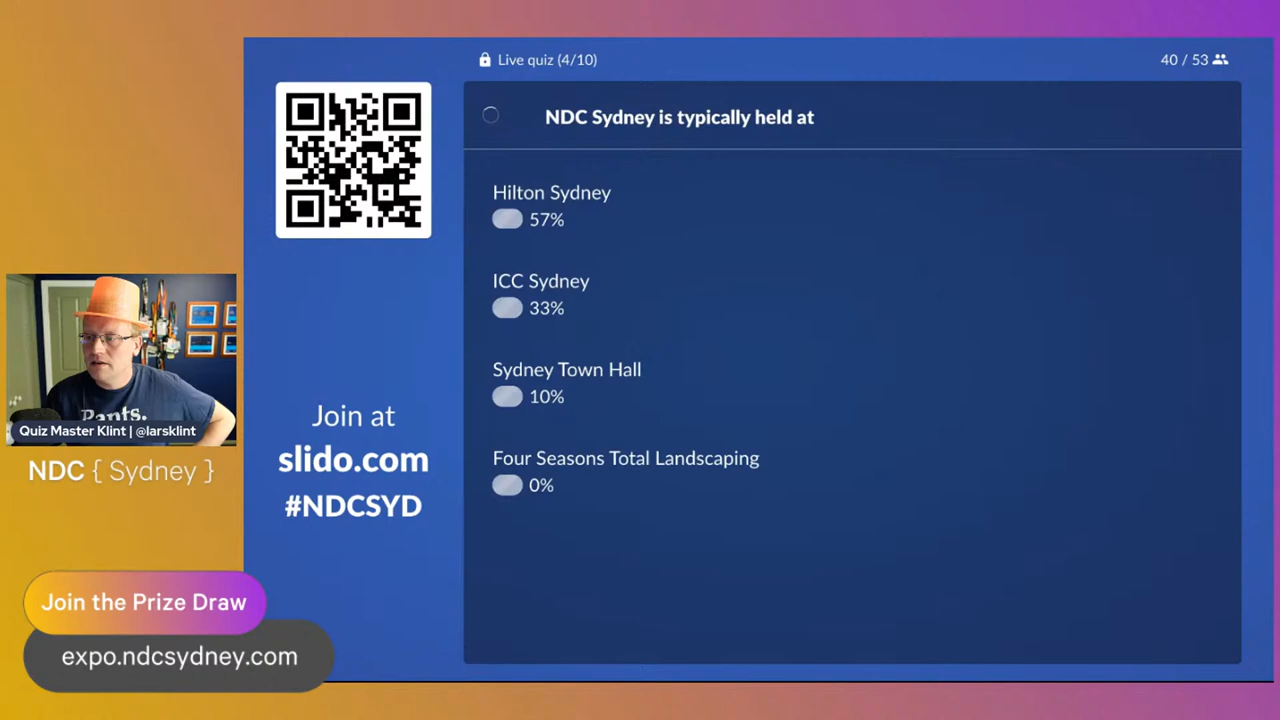 Live quiz (4/10)
40 / 53
NDC Sydney is typically held at
Hilton Sydney
57%
ICC Sydney
33%
Sydney Town Hall
10%
Four Seasons Total Landscaping
0%
Join at
slido.com
#NDCSYD
Pants.
Quiz Master Klint | @larsklint
NDC { Sydney }
Join the Prize Draw
expo.ndcsydney.com